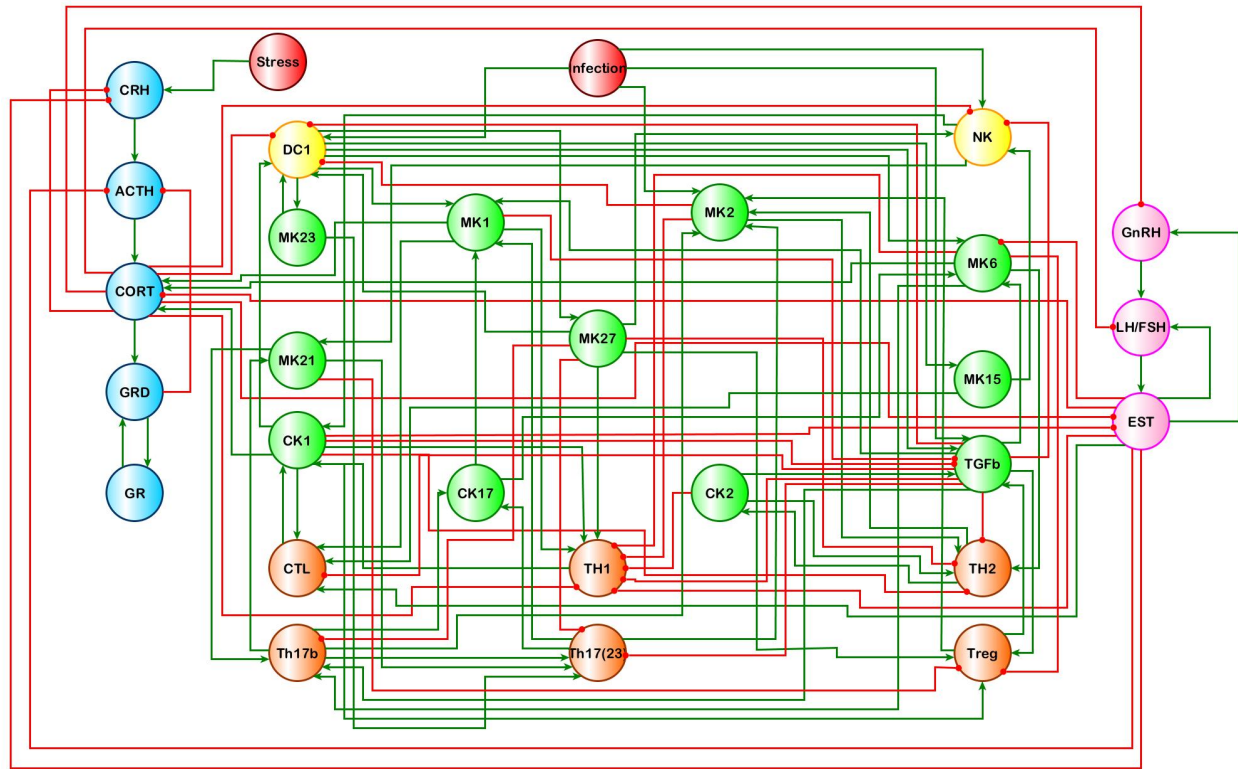 Stress
Infection
CRH
DC1
NK
ACTH
MK1
MK2
MK23
GnRH
MK6
CORT
LH/FSH
MK27
MK21
MK15
GRD
EST
CK1
TGFb
GR
CK17
CK2
CTL
TH1
TH2
Th17b
Th17(23)
Treg